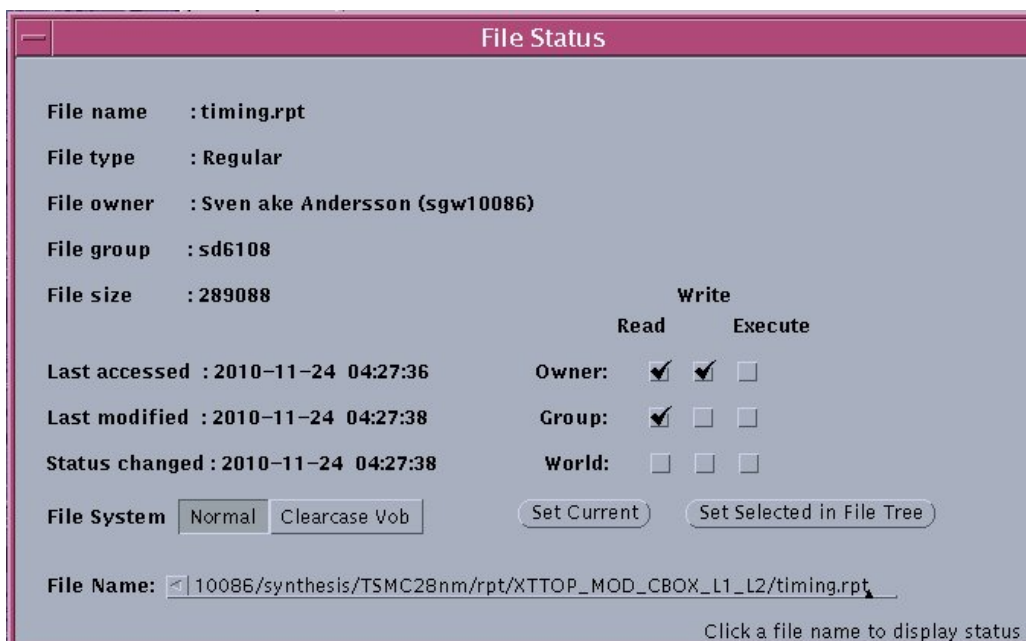 File Status
File name : timing.rpt
File type : Regular
File owner : Sven ake Andersson (sgw10086)
File group : sd6108
File size : 289088
Write
Read Execute
Last accessed : 2010-11-24 04:27:36 Owner:
Last modified : 2010-11-24 04:27:38 Group:
Status changed : 2010-11-24 04:27:38 World:
File System Normal Clearcase Vob Set Current Set Selected in File Tree
File Name: 10086/synthesis/TSMC28nm/rpt/XTTOP_MOD_CBOX_L1_L2/timing.rpt
Click a file name to display status